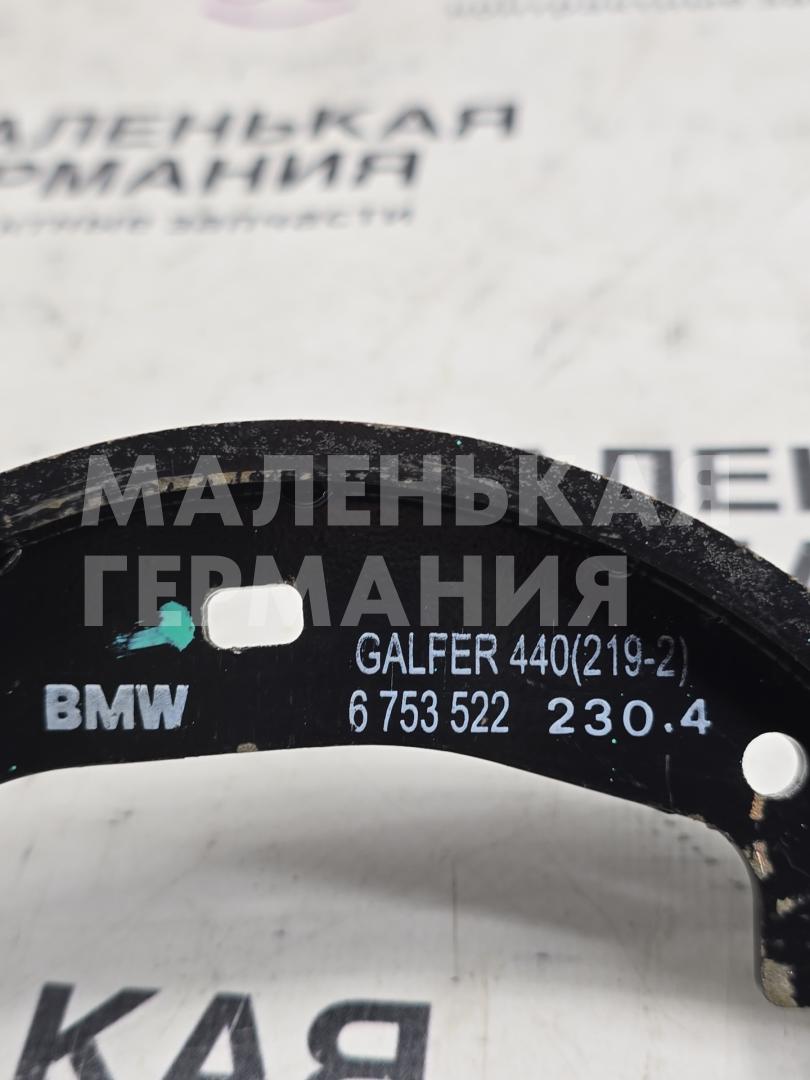 МАЛЕНЬКАЯ
ГЕРМАНИЯ
МАЛЕНЬКАЯ
ГЕРМАНИЯ
GALFER 440(219-2)
BMW 6 753 522 230.4